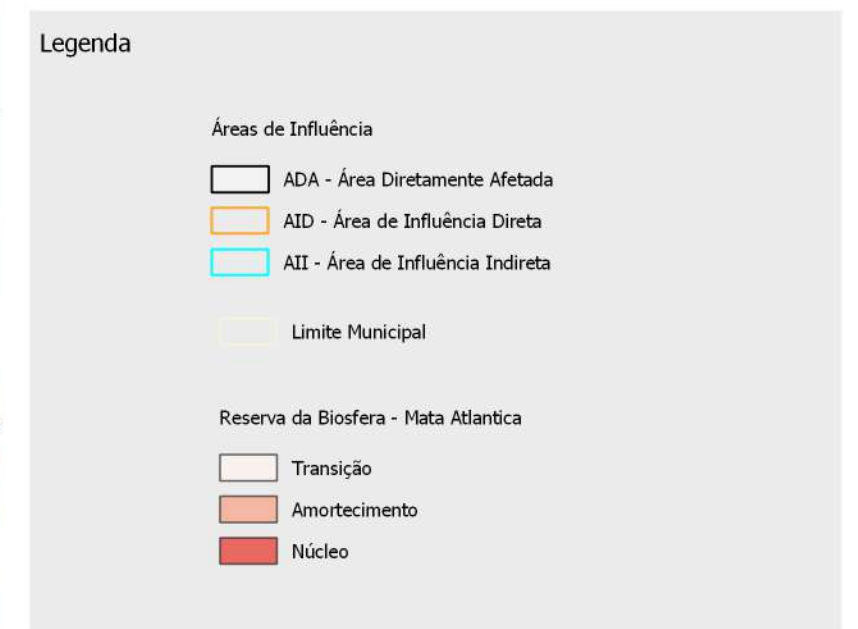 Legenda
Áreas de Influência
ADA - Área Diretamente Afetada
AID - Área de Influência Direta
AII - Área de Influência Indireta
Limite Municipal
Reserva da Biosfera - Mata Atlantica
Transição
Amortecimento
Núcleo